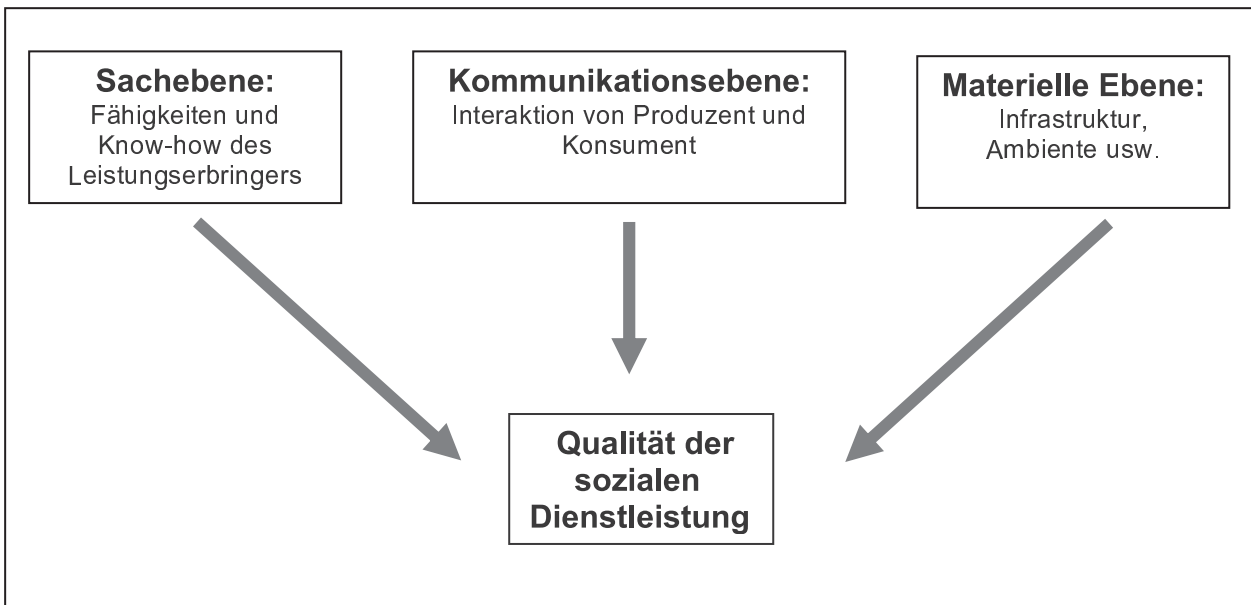 Sachebene:
Fähigkeiten und
Know-how des
Leistungserbringers
Kommunikationsebene:
Interaktion von Produzent und
Konsument
Materielle Ebene:
Infrastruktur,
Ambiente usw.
Qualität der
sozialen
Dienstleistung